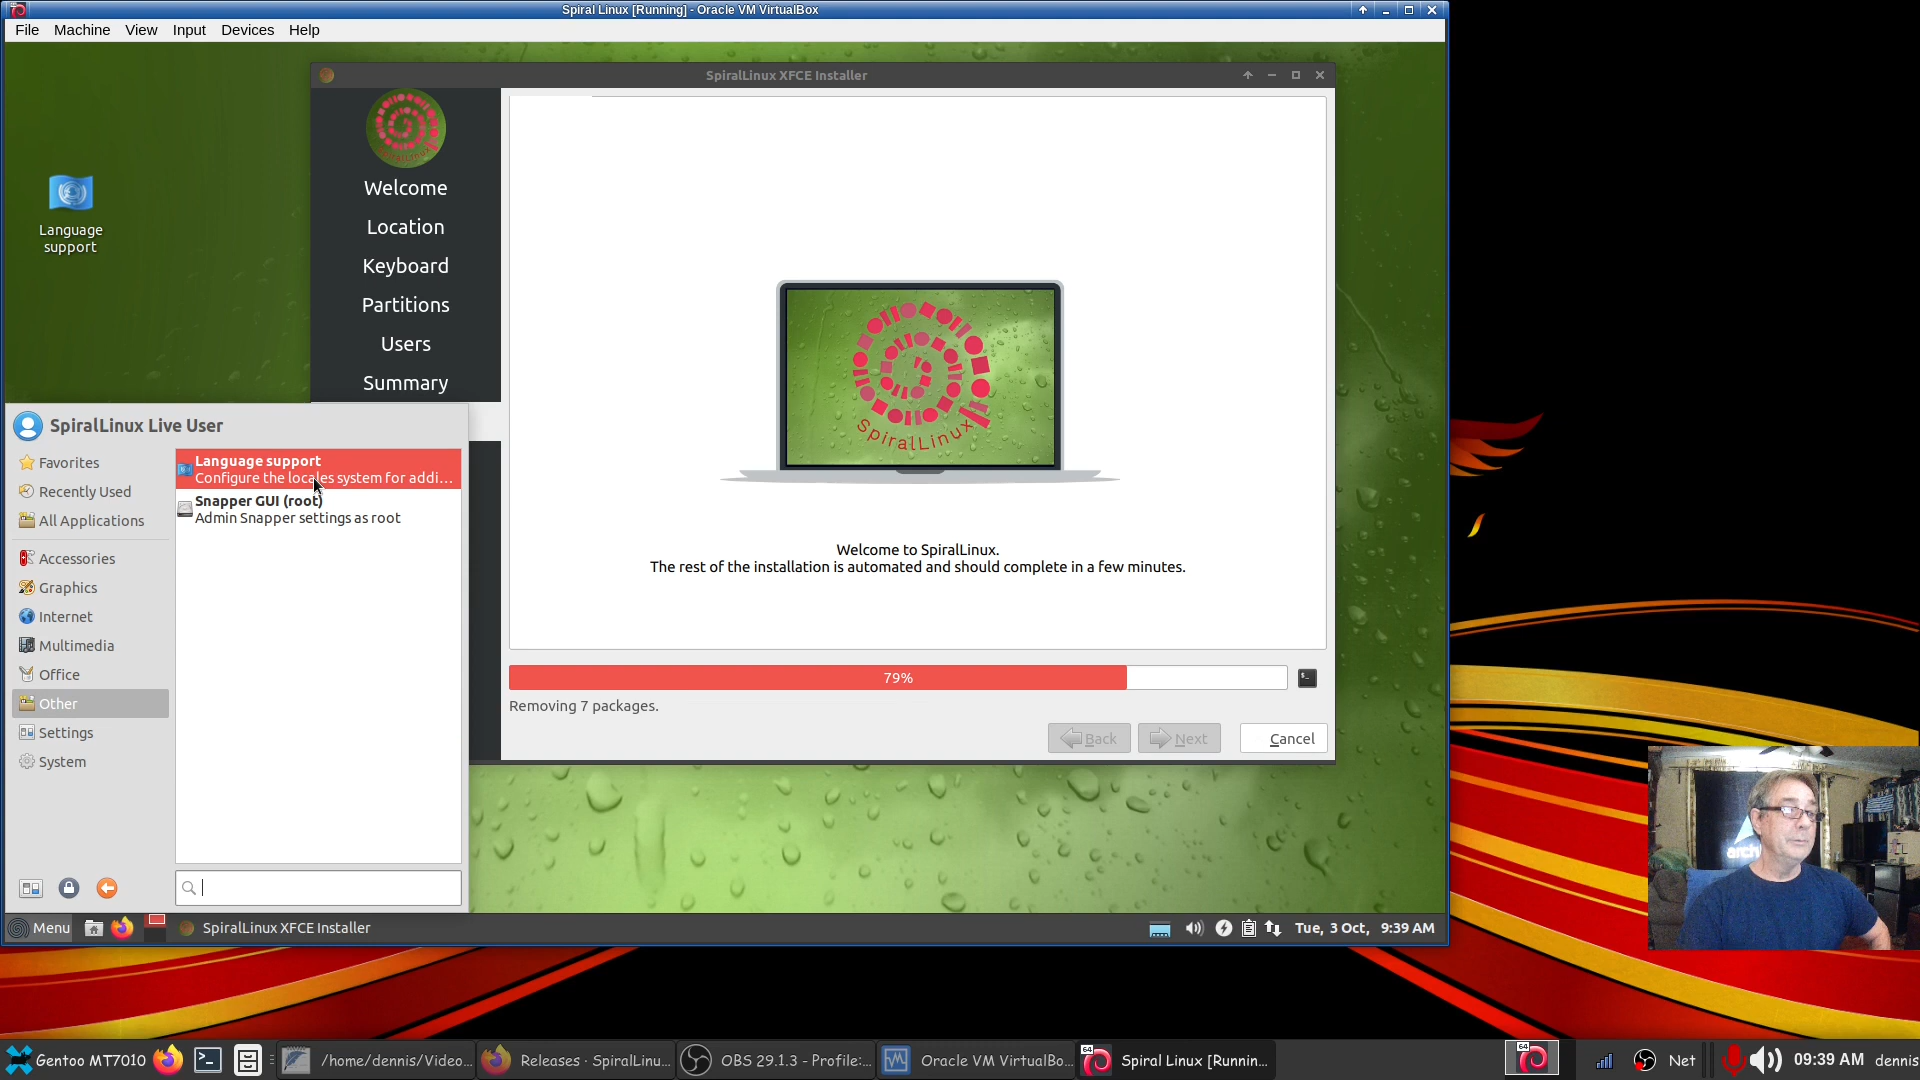 Spiral Linux [Running] - Oracle VM VirtualBox
File Machine View Input Devices Help
SpiralLinux XFCE Installer
Language
support
SpiralLinux
Welcome
Location
Keyboard
Partitions
Users
Summary
SpiralLinux
Welcome to SpiralLinux.
The rest of the installation is automated and should complete in a few minutes.
79%
Removing 7 packages.
Back Next Cancel
SpiralLinux Live User
Favorites
Recently Used
All Applications
Accessories
Graphics
Internet
Multimedia
Office
Other
Settings
System
Language support
Configure the locales system for addi...
Snapper GUI (root)
Admin Snapper settings as root
arch
Menu SpiralLinux XFCE Installer Tue, 3 Oct, 9:39 AM
Gentoo MT7010 /home/dennis/Video... Releases · SpiralLinu... OBS 29.1.3 - Profile:... Oracle VM VirtualBo... 64 Spiral Linux [Runnin... 64 Net 09:39 AM dennis